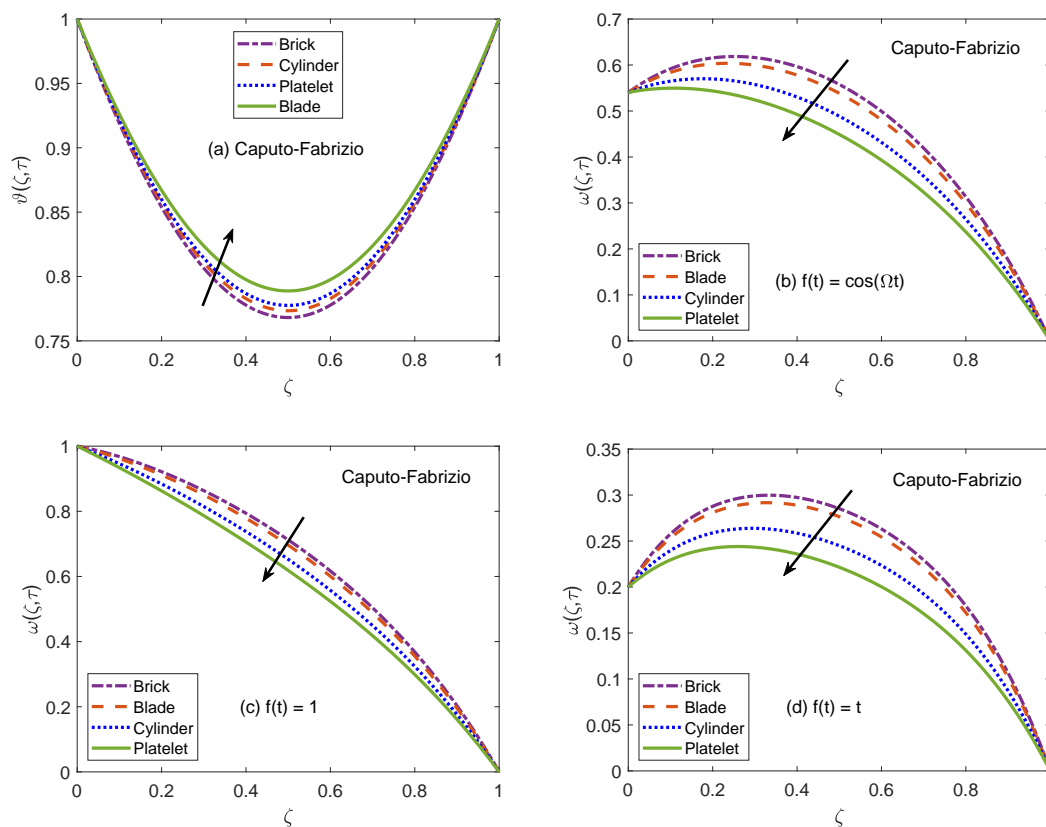 1
0.95
0.9
0.85
0.8
0.75
ϑ(ζ,τ)
Brick
Cylinder
Platelet
Blade
(a) Caputo-Fabrizio
0 0.2 0.4 0.6 0.8 1
ζ
0.7
0.6
0.5
0.4
0.3
0.2
0.1
0
ω(ζ,τ)
Caputo-Fabrizio
Brick
Blade
Cylinder
Platelet
(b) f(t) = cos(Ωt)
0 0.2 0.4 0.6 0.8
ζ
1
0.8
0.6
0.4
0.2
0
ω(ζ,τ)
Caputo-Fabrizio
Brick
Blade
Cylinder
Platelet
(c) f(t) = 1
0 0.2 0.4 0.6 0.8 1
ζ
0.35
0.3
0.25
0.2
0.15
0.1
0.05
0
ω(ζ,τ)
Caputo-Fabrizio
Brick
Blade
Cylinder
Platelet
(d) f(t) = t
0 0.2 0.4 0.6 0.8
ζ